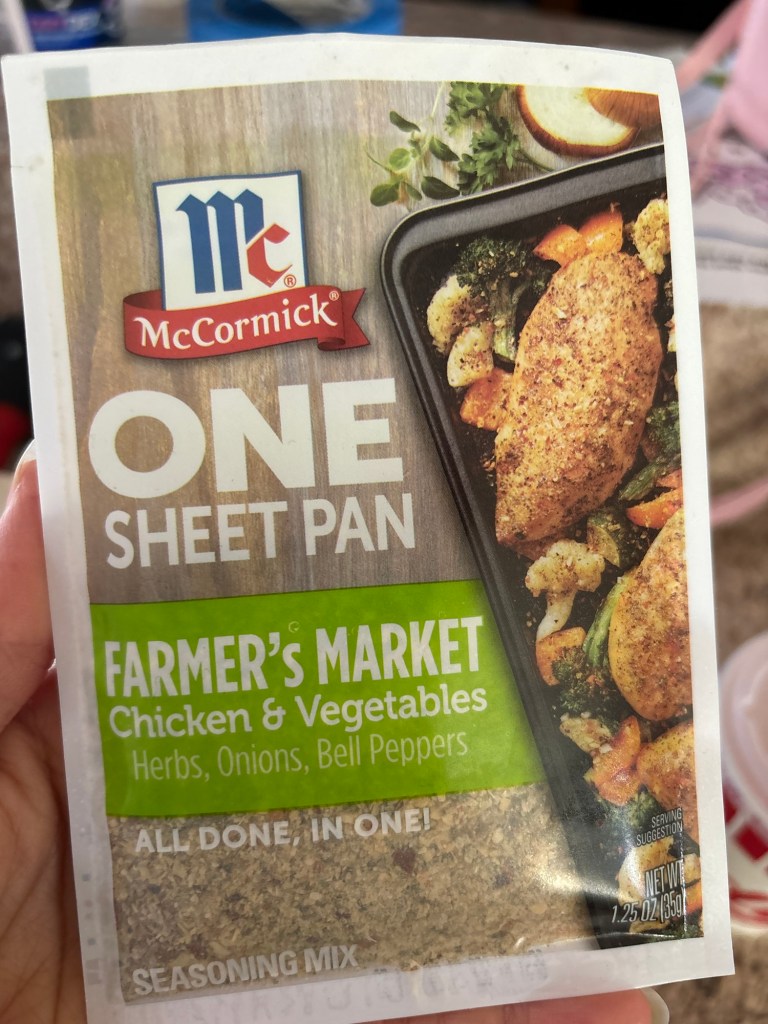 Mc®
McCormick®
ONE
SHEET PAN
FARMER's MARKET
Chicken & Vegetables
Herbs, Onions, Bell Peppers
ALL DONE, IN ONE!
SERVING
SUGGESTION
NET WT
1.25 OZ (35g)
SEASONING MIX